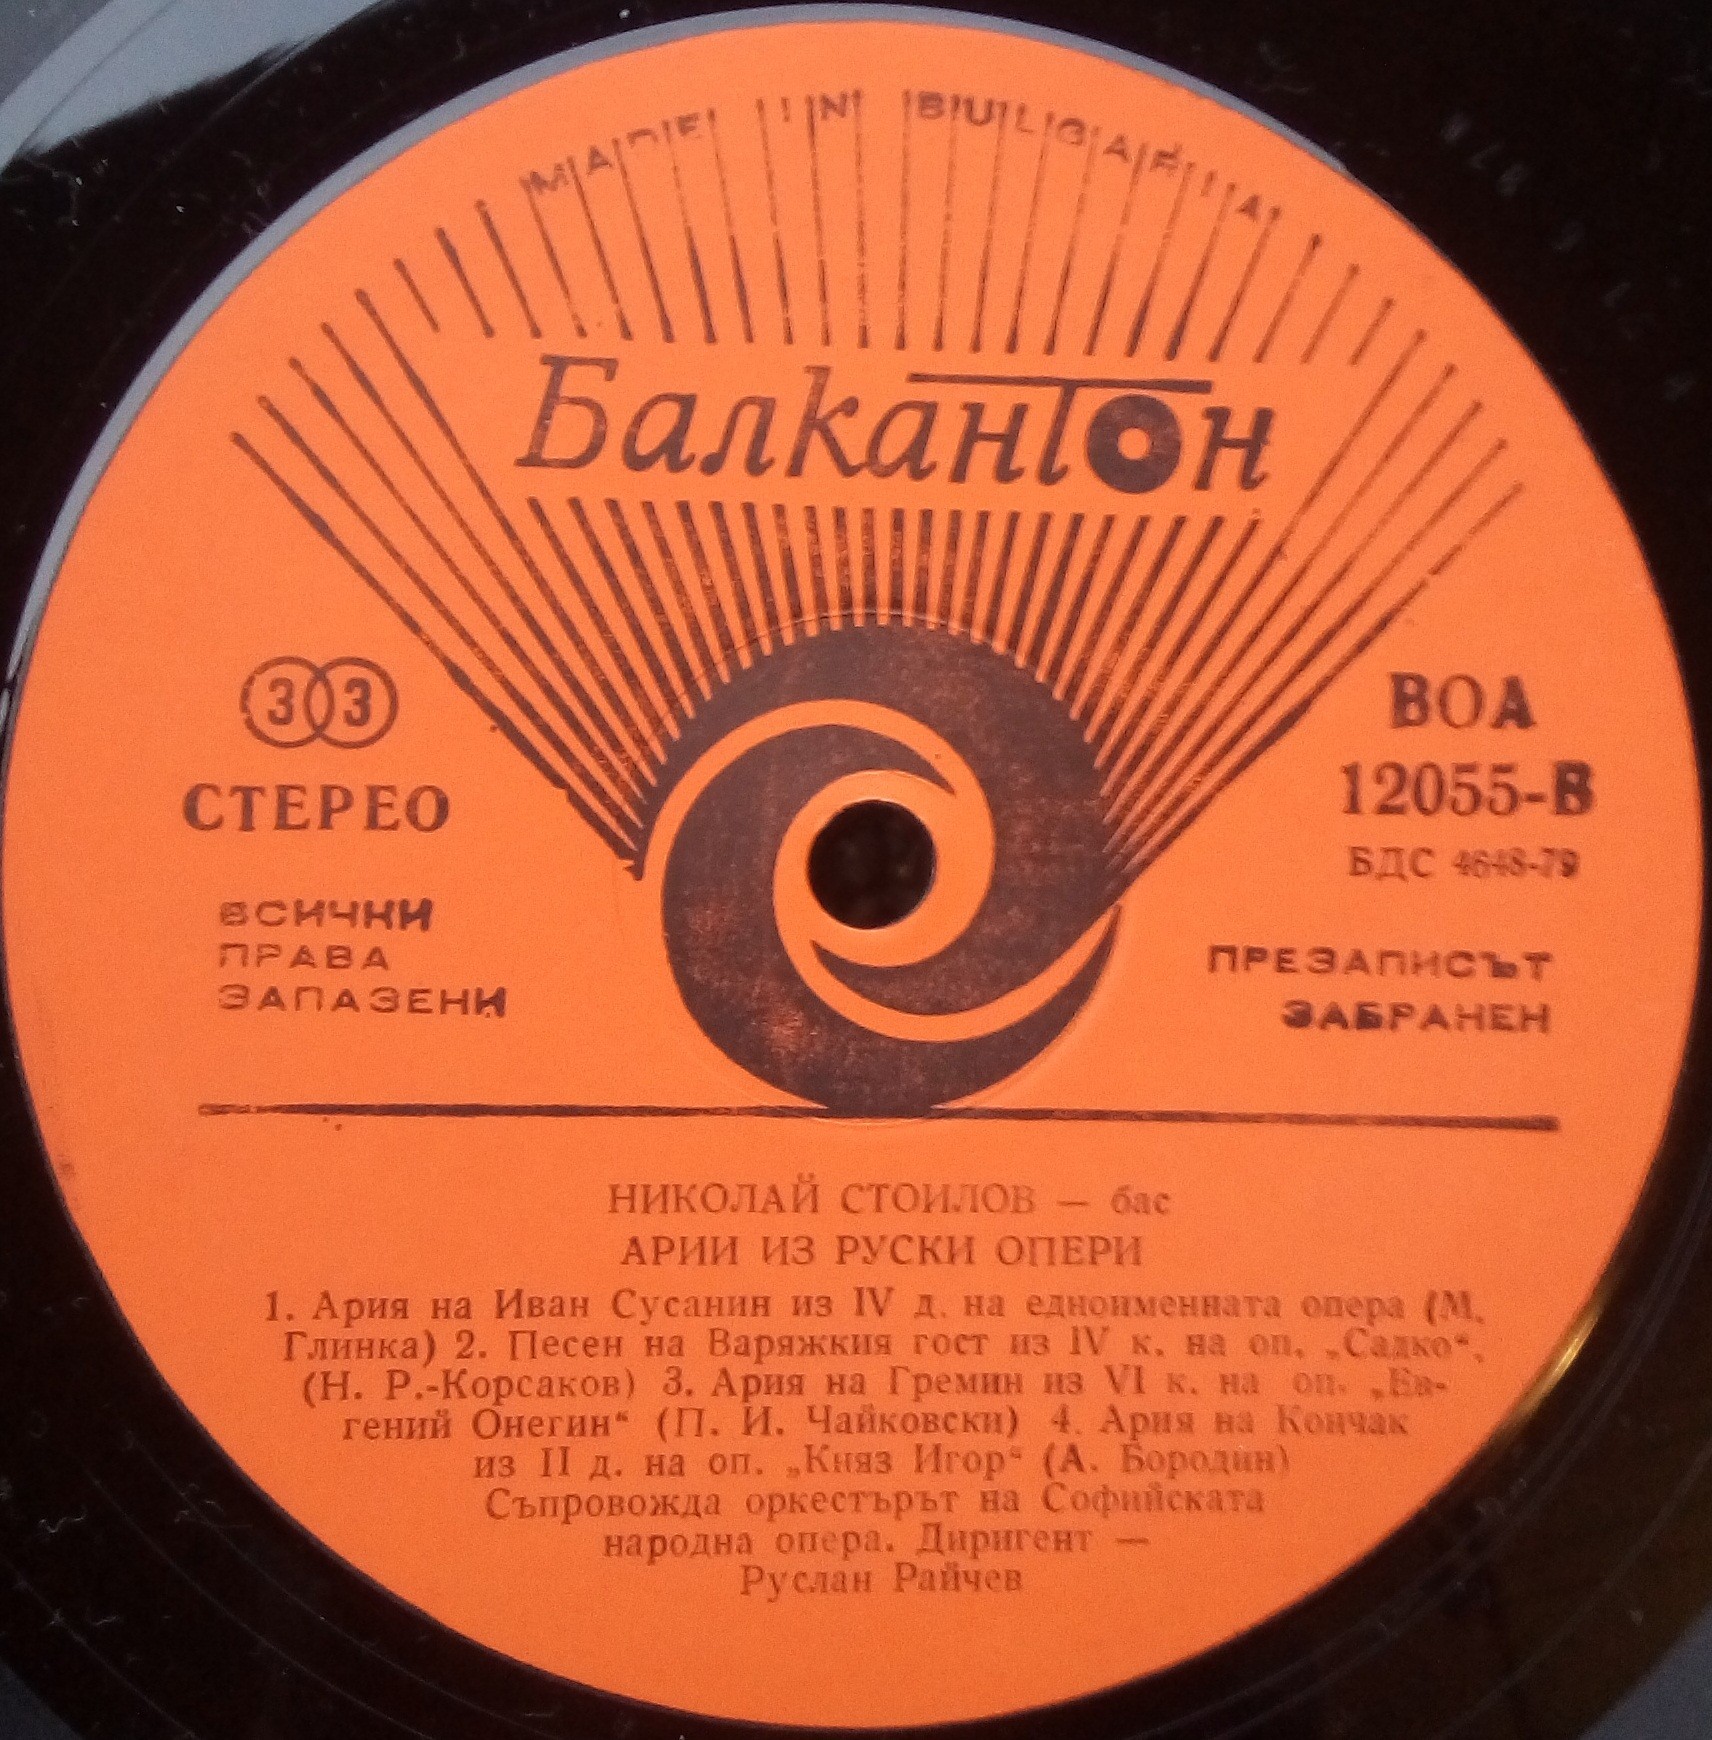 MADE IN BULGARIA
Балкантон
33
СТЕРЕО
ВСИЧКИ
ПРАВА
ЗАПАЗЕНИ
ВОА
12055-В
БДС 4648-79
ПРЕЗАПИСЪТ
ЗАБРАНЕН
НИКОЛАЙ СТОИЛОВ — бас
АРИИ ИЗ РУСКИ ОПЕРИ
1. Ария на Иван Сусанин из IV д. на едноименната опера (М.
Глинка) 2. Песен на Варяжкия гост из IV к. на оп. „Садко“,
(Н. Р.-Корсаков) 3. Ария на Гремин из VI к. на оп. „Ев-
гений Онегин“ (П. И. Чайковски) 4. Ария на Кончак
из II д. на оп. „Княз Игор“ (А. Бородин)
Съпровожда оркестърът на Софийската
народна опера. Диригент —
Руслан Райчев